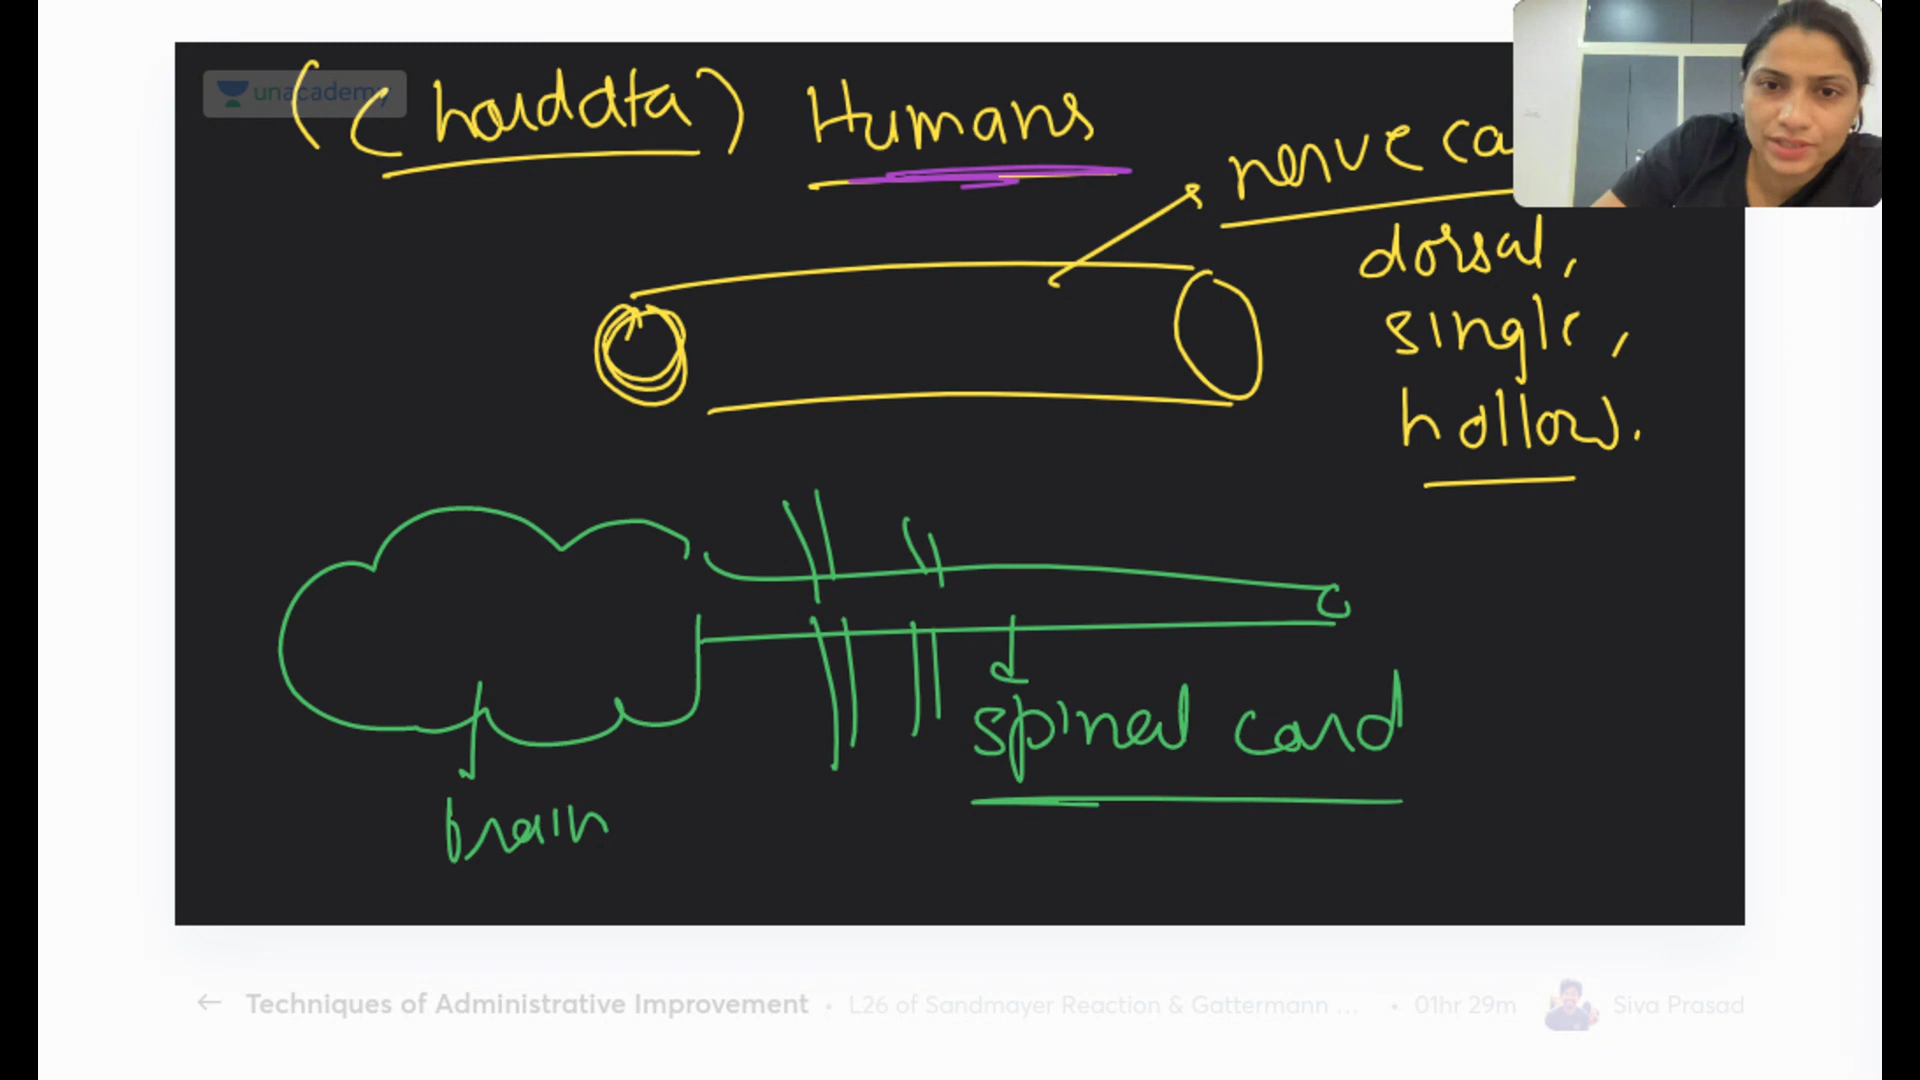 unacademy
(Chordata) Humans
nerve co
dorsal,
single,
hollow.
spinal cord
brain
← Techniques of Administrative Improvement • L26 of Sandmayer Reaction & Gattermann ... • 01hr 29m Siva Prasad